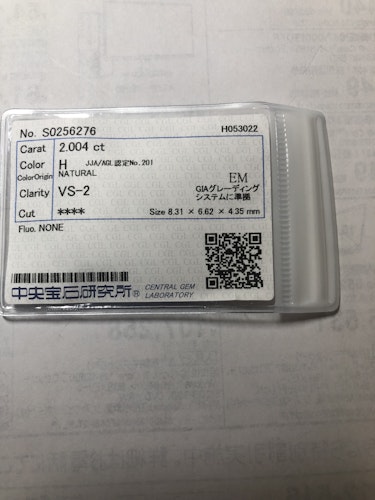 No. S0256276 H053022
Carat 2.004 ct
Color H JJA/AGL認定No.201
ColorOrigin NATURAL
EM
Clarity VS-2 GIAグレーディング
システムに準拠
Cut **** Size 8.31 × 6.62 × 4.35 mm
Fluo. NONE
中央宝石研究所® CENTRAL GEM
LABORATORY